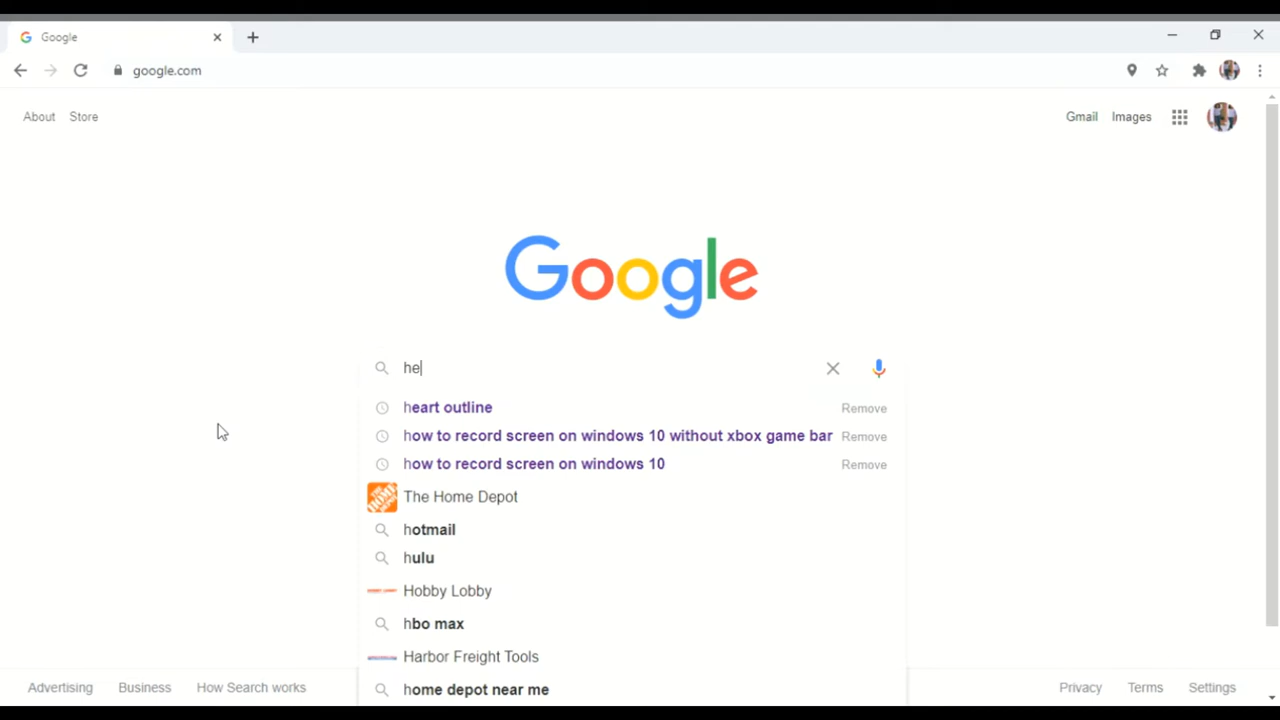 Google
google.com
About Store
Gmail Images
Google
he
heart outline Remove
how to record screen on windows 10 without xbox game bar Remove
how to record screen on windows 10 Remove
The Home Depot
hotmail
hulu
Hobby Lobby
hbo max
Harbor Freight Tools
home depot near me
Advertising Business How Search works
Privacy Terms Settings